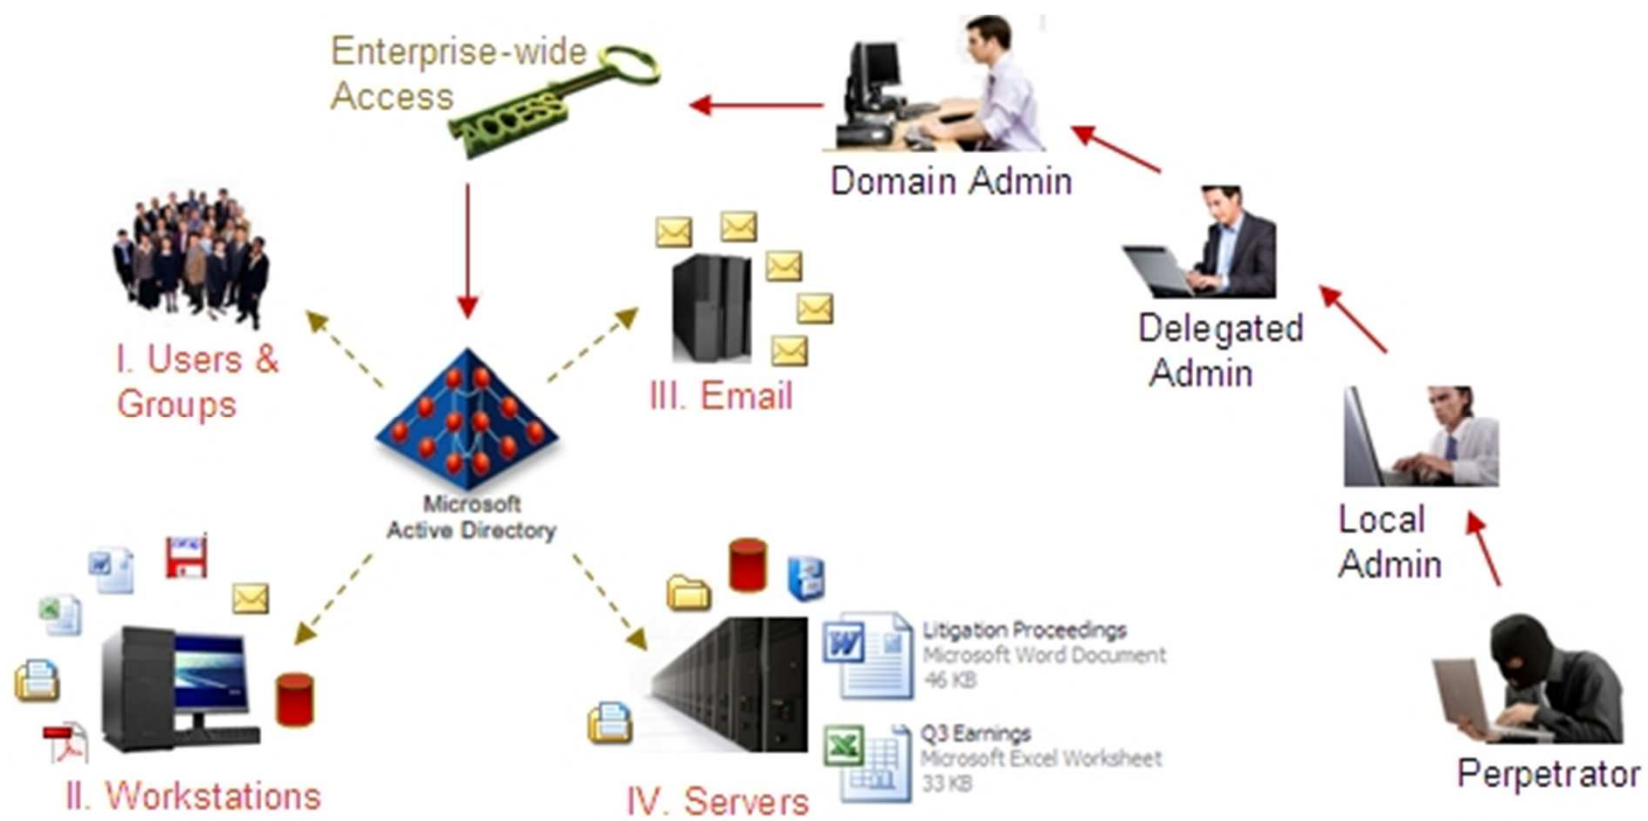 Enterprise-wide
Access
ACCESS
Domain Admin
Delegated
Admin
I. Users &
Groups
III. Email
Microsoft
Active Directory
Local
Admin
Litigation Proceedings
Microsoft Word Document
46 KB
Q3 Earnings
Microsoft Excel Worksheet
33 KB
Perpetrator
II. Workstations
IV. Servers